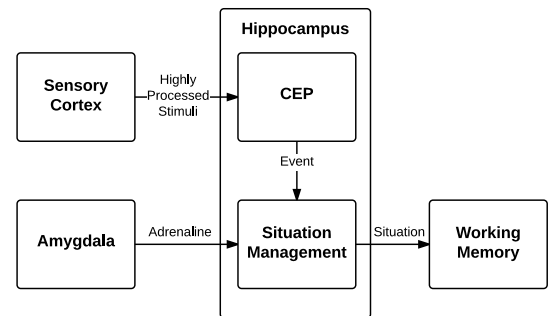 Hippocampus
Sensory
Cortex
Highly
Processed
Stimuli
CEP
Event
Amygdala
Adrenaline
Situation
Management
Situation
Working
Memory